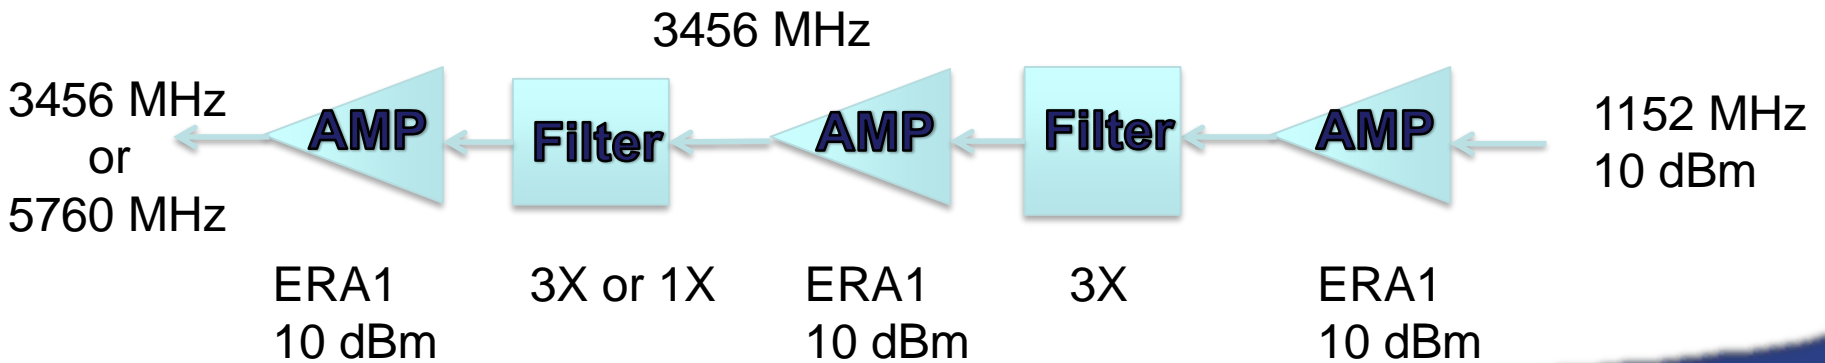 3456 MHz
3456 MHz
or
5760 MHz
AMP
Filter
AMP
Filter
AMP
1152 MHz
10 dBm
ERA1
10 dBm
3X or 1X
ERA1
10 dBm
3X
ERA1
10 dBm